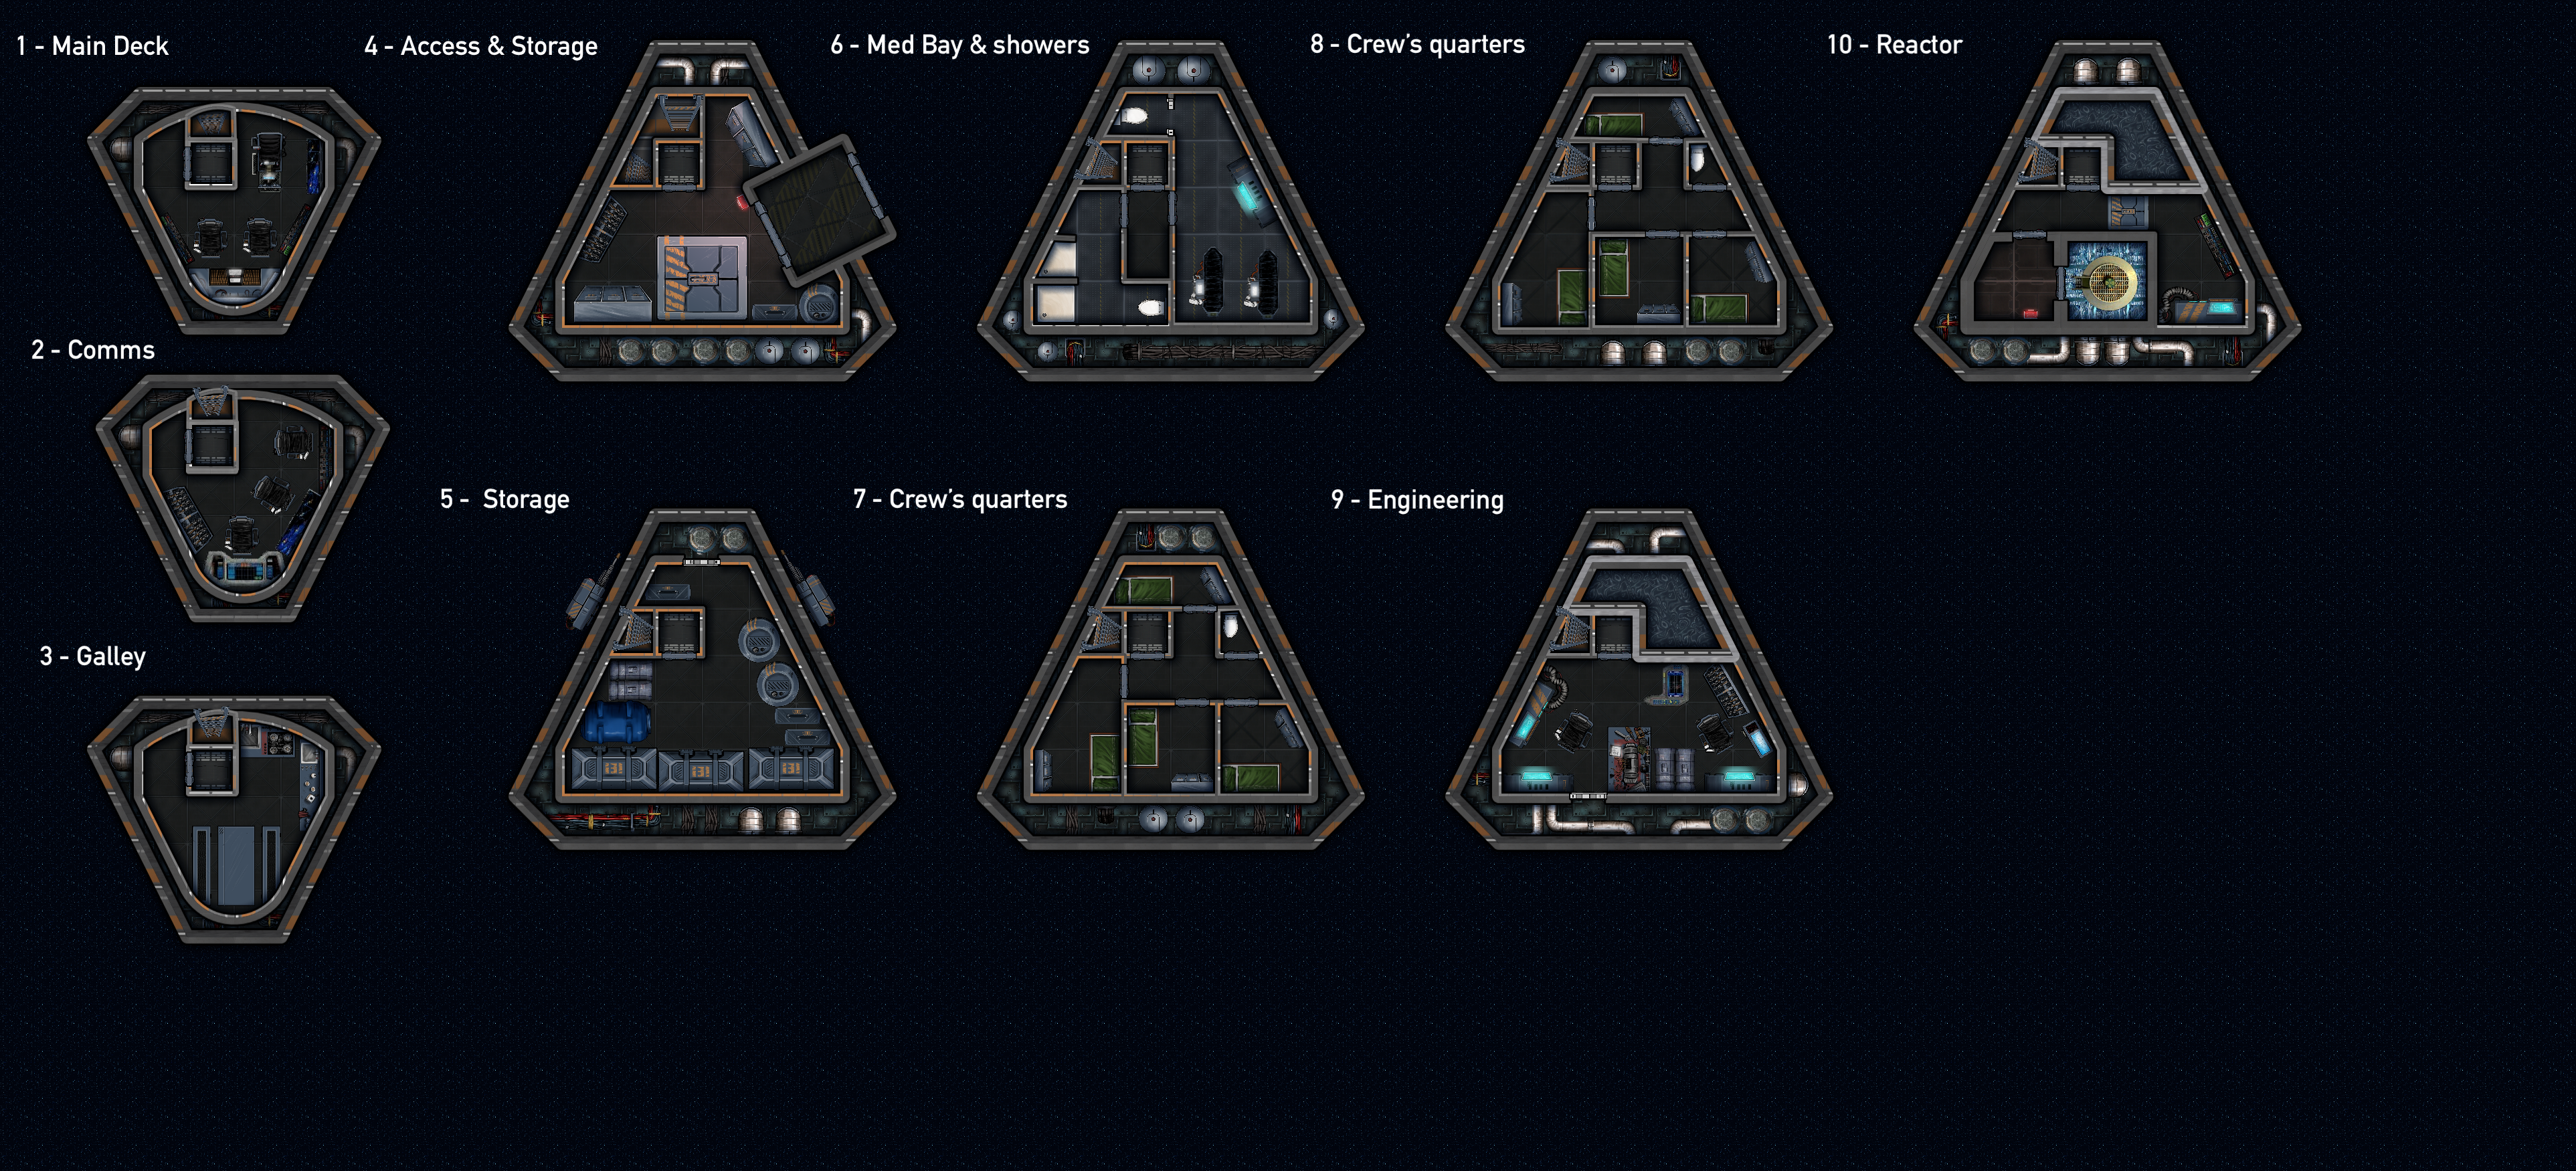 1 - Main Deck
4 - Access & Storage
6 - Med Bay & showers
8 - Crew's quarters
10 - Reactor
2 - Comms
5 -  Storage
7 - Crew's quarters
9 - Engineering
3 - Galley